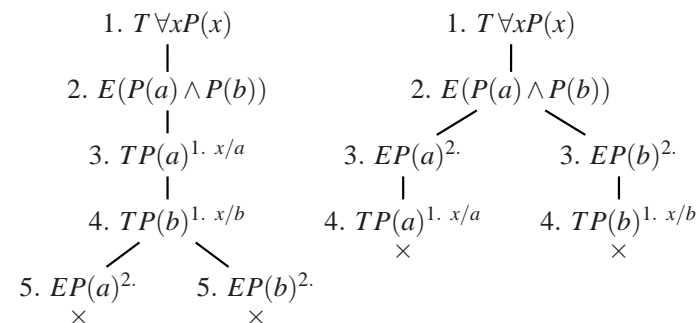 1. T ∀xP(x) 1. T ∀xP(x)
2. E(P(a) ∧ P(b)) 2. E(P(a) ∧ P(b))
3. TP(a)^{1. x/a} 3. EP(a)^{2.} 3. EP(b)^{2.}
4. TP(b)^{1. x/b} 4. TP(a)^{1. x/a} 4. TP(b)^{1. x/b}
× ×
5. EP(a)^{2.} 5. EP(b)^{2.}
× ×